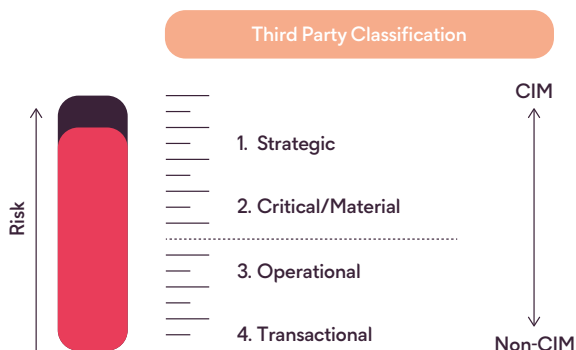 Third Party Classification
CIM
1. Strategic
Risk
2. Critical/Material
3. Operational
4. Transactional
Non-CIM